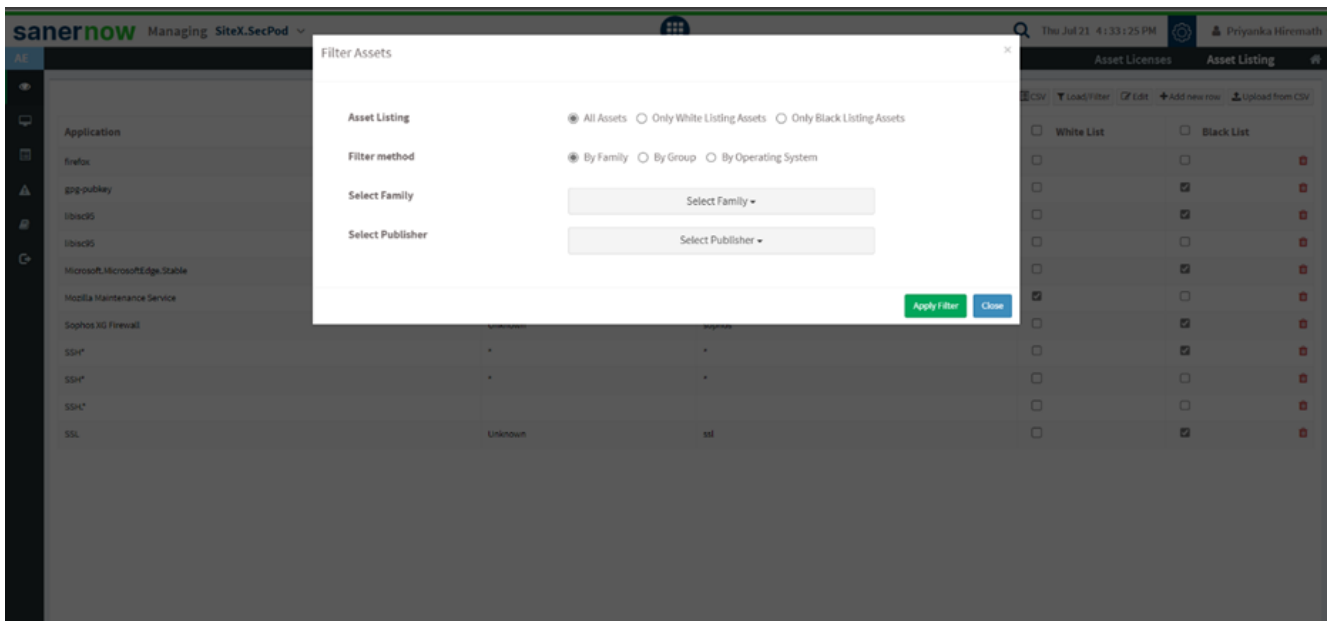 sanernow Managing SiteX.SecPod Thu Jul 21 4:33:25 PM Priyanka Hiremath
AE Asset Licenses Asset Listing
Filter Assets ×
CSV Load/Filter Edit Add new row Upload from CSV
Asset Listing All Assets Only White Listing Assets Only Black Listing Assets
Application White List Black List
Filter method By Family By Group By Operating System
firefox
gpg-pubkey
Select Family Select Family
libisc95
Select Publisher Select Publisher
libisc95
Microsoft.MicrosoftEdge.Stable
Mozilla Maintenance Service
Apply Filter Close
Sophos XG Firewall Unknown sophos
SSH* * *
SSH* * *
SSH.*
SSL Unknown ssl